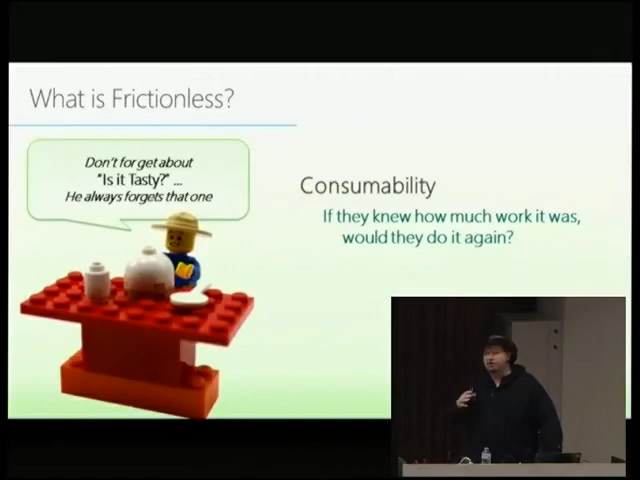 What is Frictionless?
Don't forget about
"Is it Tasty?" ...
He always forgets that one
Consumability
If they knew how much work it was,
would they do it again?